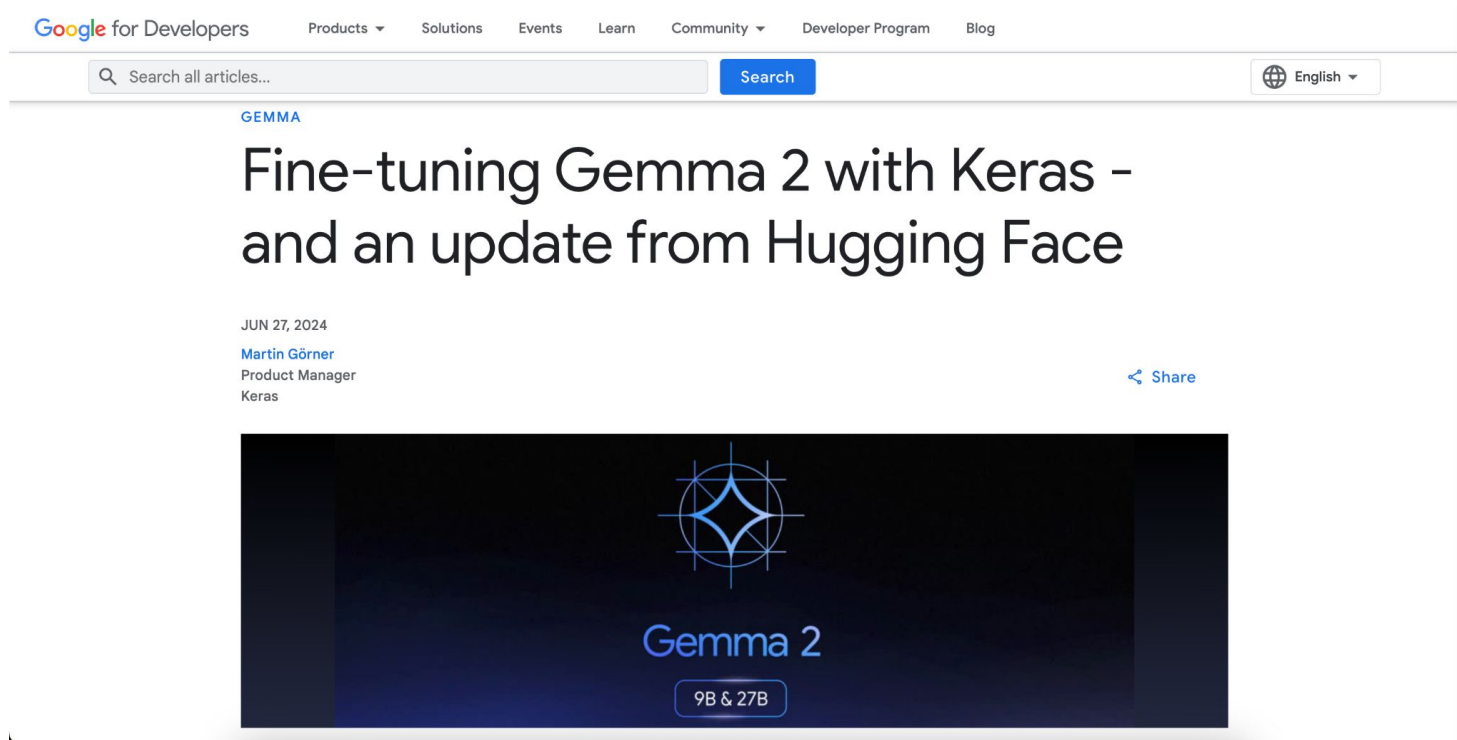 Google for Developers Products Solutions Events Learn Community Developer Program Blog
Search all articles... Search English
GEMMA
Fine-tuning Gemma 2 with Keras -
and an update from Hugging Face
JUN 27, 2024
Martin Görner
Product Manager
Keras
Share
Gemma 2
9B & 27B